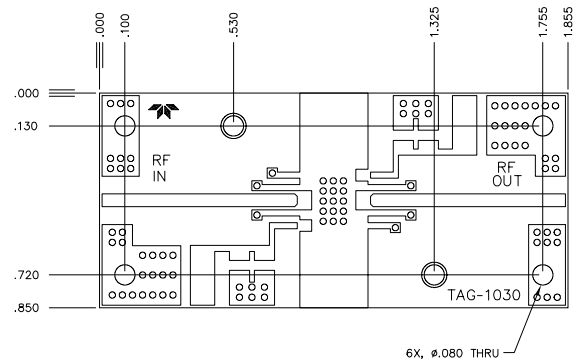 .000
.100
.530
1.325
1.755
1.855
.000
.130
RF
IN
RF
OUT
.720
TAG-1030
.850
6X, ø.080 THRU